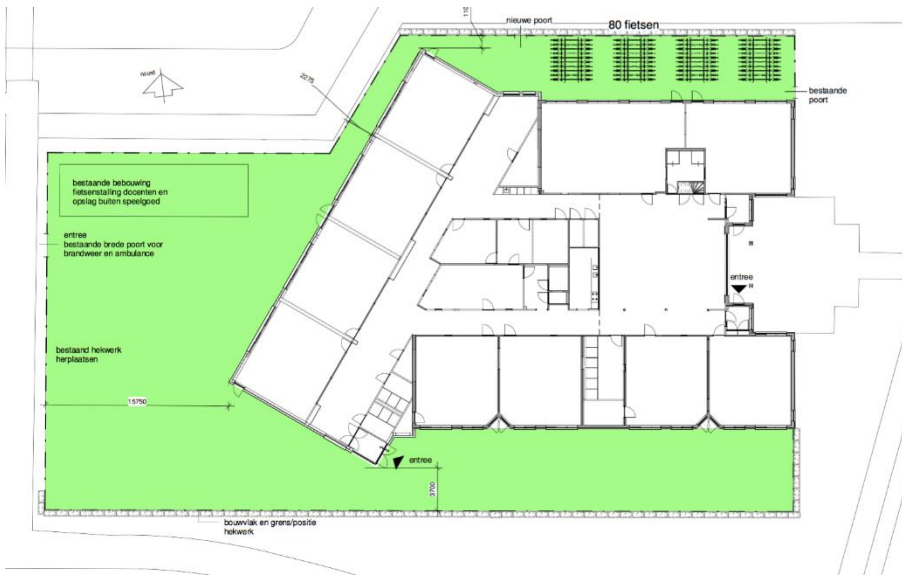 nieuwe poort
80 fietsen
110
noord
2275
bestaande
poort
bestaande bebouwing
fietsenstalling docenten en
opslag buiten speelgoed
entree
bestaande brede poort voor
brandweer en ambulance
entree
bestaand hekwerk
herplaatsen
15750
entree
3700
bouwvlak en grens/positie
hekwerk